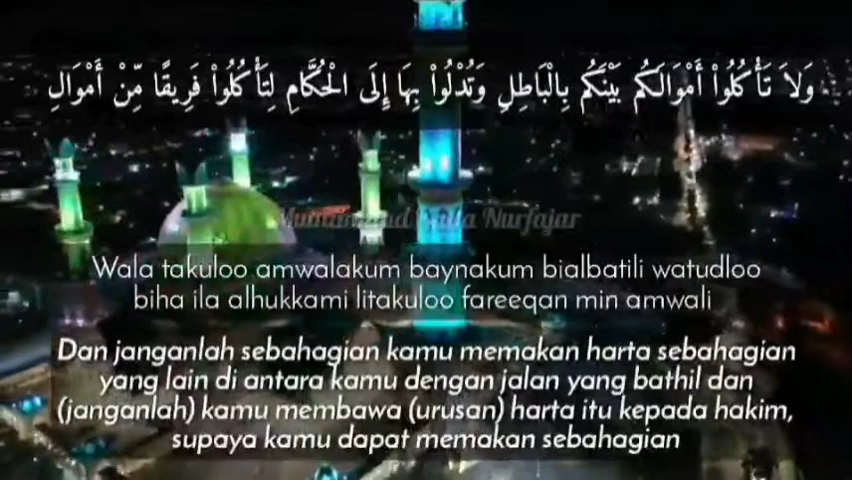 وَلاَ تَأْكُلُواْ أَمْوَالَكُم بَيْنَكُم بِالْبَاطِلِ وَتُدْلُواْ بِهَا إِلَى الْحُكَّامِ لِتَأْكُلُواْ فَرِيقًا مِّنْ أَمْوَالِ
Wala takuloo amwalakum baynakum bialbatili watudloo
biha ila alhukkami litakuloo fareeqan min amwali
Dan janganlah sebahagian kamu memakan harta sebahagian
yang lain di antara kamu dengan jalan yang bathil dan
(janganlah) kamu membawa (urusan) harta itu kepada hakim,
supaya kamu dapat memakan sebahagian